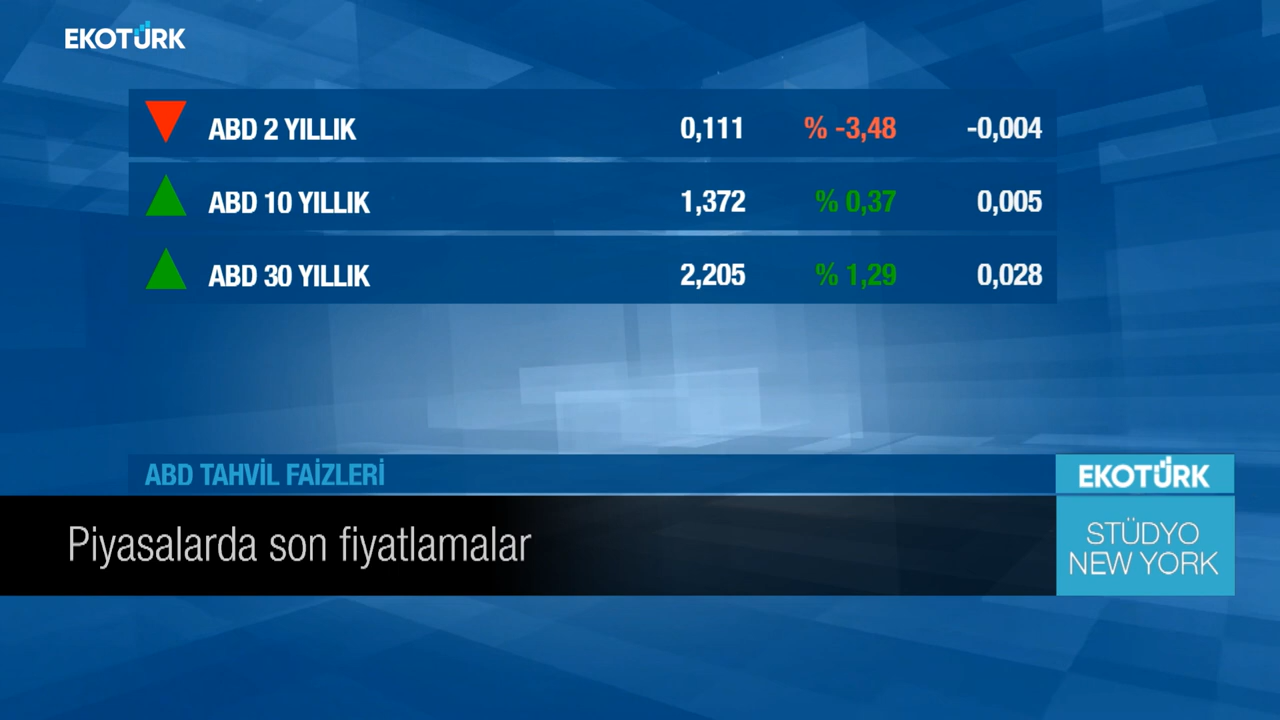 EKOTÜRK
ABD 2 YILLIK 0,111 % -3,48 -0,004
ABD 10 YILLIK 1,372 % 0,37 0,005
ABD 30 YILLIK 2,205 % 1,29 0,028
ABD TAHVİL FAİZLERİ
EKOTÜRK
Piyasalarda son fiyatlamalar
STÜDYO
NEW YORK